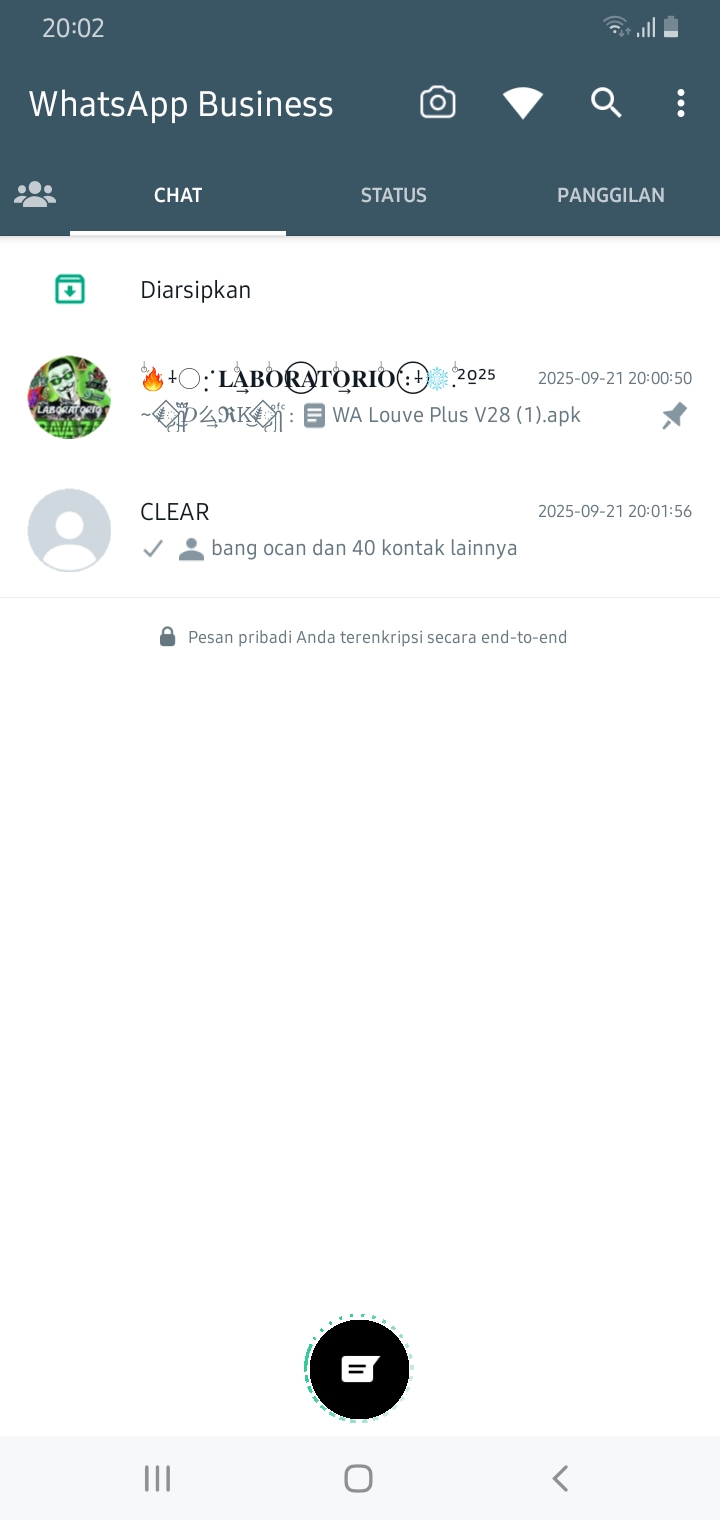 20:02
WhatsApp Business
CHAT
STATUS
PANGGILAN
Diarsipkan
LABORATORIO ²º²⁵
2025-09-21 20:00:50
LABORATORIO
: WA Louve Plus V28 (1).apk
CLEAR
2025-09-21 20:01:56
bang ocan dan 40 kontak lainnya
Pesan pribadi Anda terenkripsi secara end-to-end